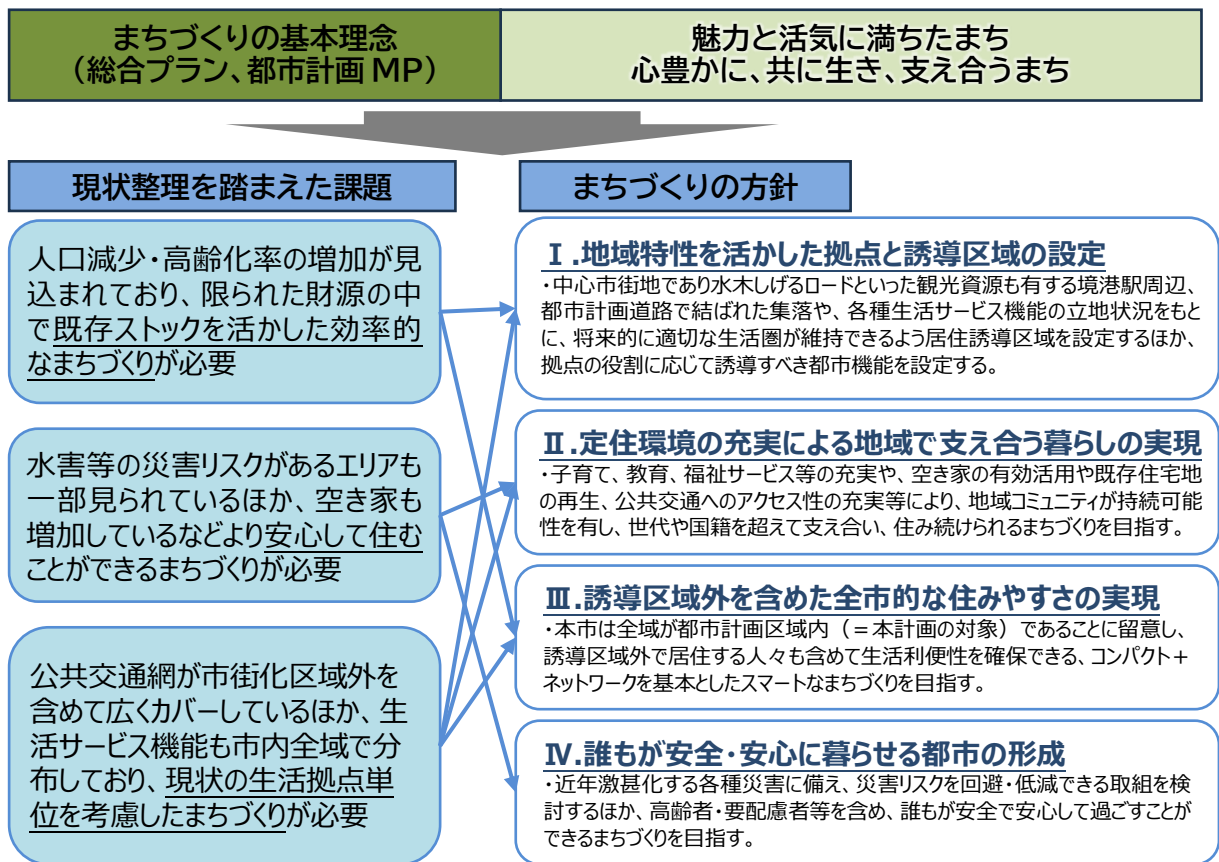 まちづくりの基本理念
(総合プラン、都市計画 MP)
魅力と活気に満ちたまち
心豊かに、共に生き、支え合うまち
現状整理を踏まえた課題
人口減少・高齢化率の増加が見
込まれており、限られた財源の中
で既存ストックを活かした効率的
なまちづくりが必要
水害等の災害リスクがあるエリアも
一部見られているほか、空き家も
増加しているなどより安心して住む
ことができるまちづくりが必要
公共交通網が市街化区域外を
含めて広くカバーしているほか、生
活サービス機能も市内全域で分
布しており、現状の生活拠点単
位を考慮したまちづくりが必要
まちづくりの方針
Ⅰ.地域特性を活かした拠点と誘導区域の設定
・中心市街地であり水木しげるロードといった観光資源も有する境港駅周辺、
都市計画道路で結ばれた集落や、各種生活サービス機能の立地状況をもと
に、将来的に適切な生活圏が維持できるよう居住誘導区域を設定するほか、
拠点の役割に応じて誘導すべき都市機能を設定する。
Ⅱ.定住環境の充実による地域で支え合う暮らしの実現
・子育て、教育、福祉サービス等の充実や、空き家の有効活用や既存住宅地
の再生、公共交通へのアクセス性の充実等により、地域コミュニティが持続可能
性を有し、世代や国籍を超えて支え合い、住み続けられるまちづくりを目指す。
Ⅲ.誘導区域外を含めた全市的な住みやすさの実現
・本市は全域が都市計画区域内(=本計画の対象)であることに留意し、
誘導区域外で居住する人々も含めて生活利便性を確保できる、コンパクト+
ネットワークを基本としたスマートなまちづくりを目指す。
Ⅳ.誰もが安全・安心に暮らせる都市の形成
・近年激甚化する各種災害に備え、災害リスクを回避・低減できる取組を検
討するほか、高齢者・要配慮者等を含め、誰もが安全で安心して過ごすことが
できるまちづくりを目指す。